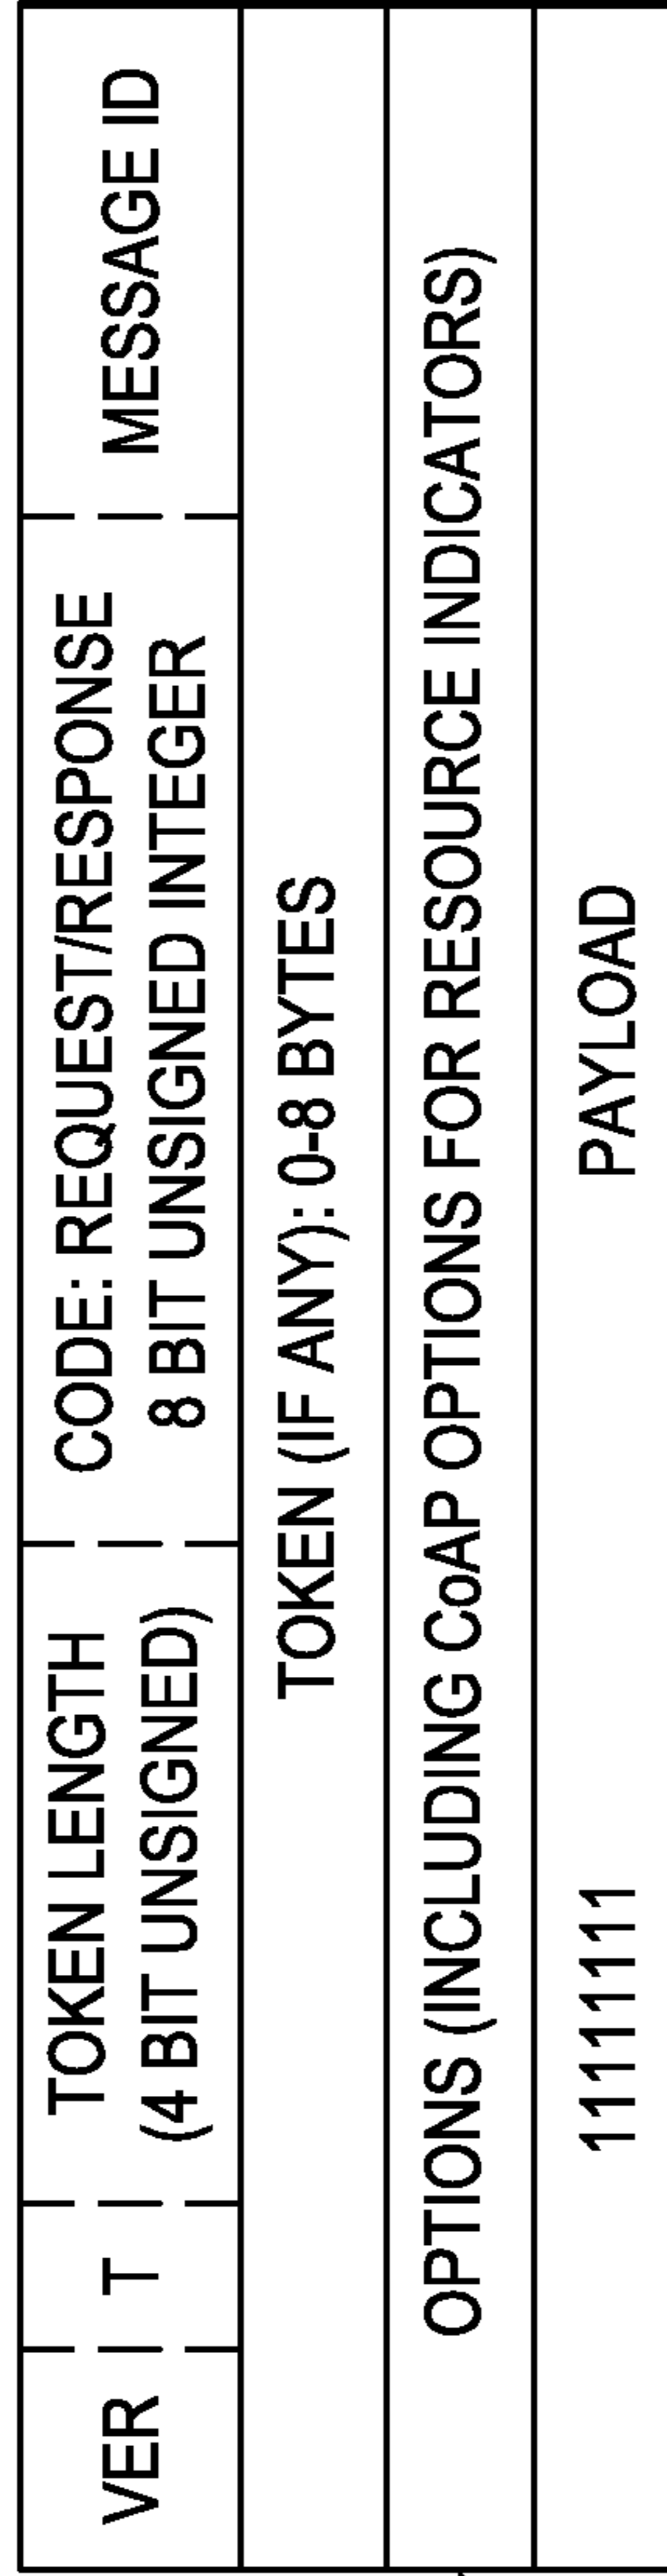 VER
T
TOKEN LENGTH
(4 BIT UNSIGNED)
CODE: REQUEST/RESPONSE
8 BIT UNSIGNED INTEGER
MESSAGE ID
TOKEN (IF ANY): 0-8 BYTES
OPTIONS (INCLUDING CoAP OPTIONS FOR RESOURCE INDICATORS)
11111111 PAYLOAD